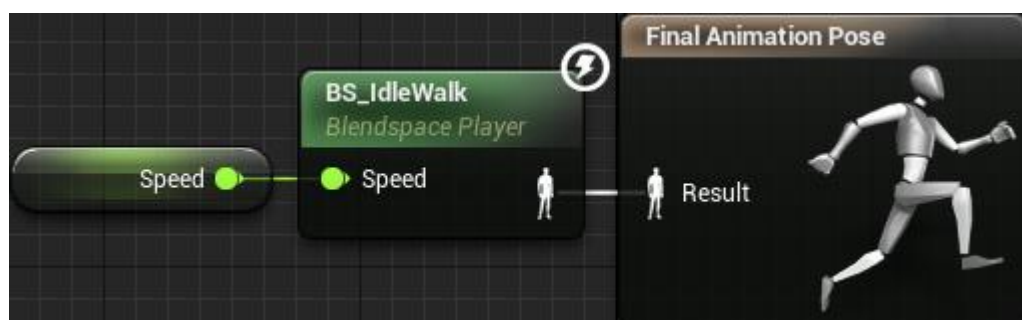 Final Animation Pose
BS_IdleWalk
Blendspace Player
Speed
Speed
Result